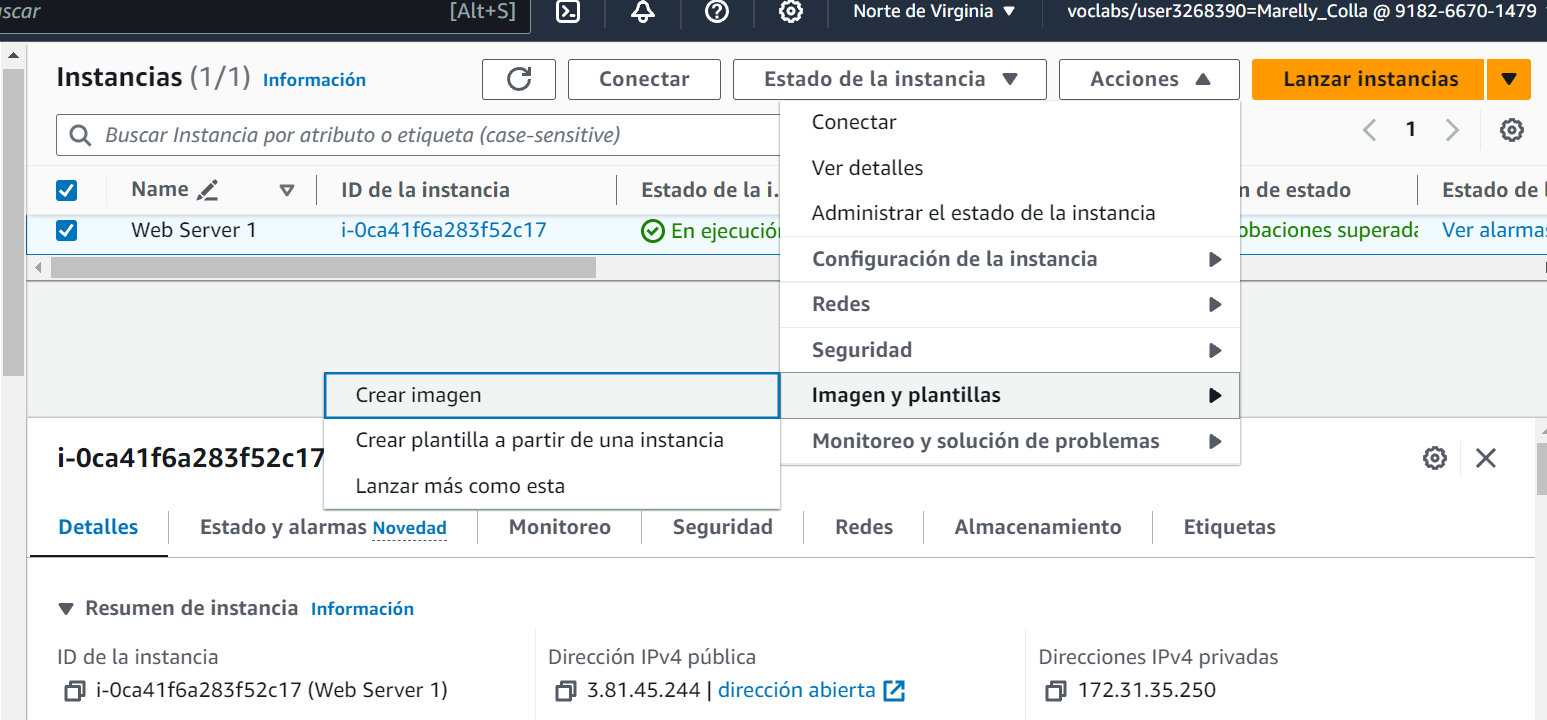 [Alt+S] Norte de Virginia voclabs/user3268390=Marelly_Colla @ 9182-6670-1479
Instancias (1/1) Información Conectar Estado de la instancia Acciones Lanzar instancias
Buscar Instancia por atributo o etiqueta (case-sensitive) 1
Name ID de la instancia Estado de la i... de estado Estado de
Web Server 1 i-0ca41f6a283f52c17 En ejecución Ver alarmas
Conectar
Ver detalles
Administrar el estado de la instancia
Configuración de la instancia
Redes
Seguridad
Imagen y plantillas
Monitoreo y solución de problemas
Crear imagen
Crear plantilla a partir de una instancia
Lanzar más como esta
i-0ca41f6a283f52c17
Detalles Estado y alarmas Novedad Monitoreo Seguridad Redes Almacenamiento Etiquetas
Resumen de instancia Información
ID de la instancia Dirección IPv4 pública Direcciones IPv4 privadas
i-0ca41f6a283f52c17 (Web Server 1) 3.81.45.244 | dirección abierta 172.31.35.250